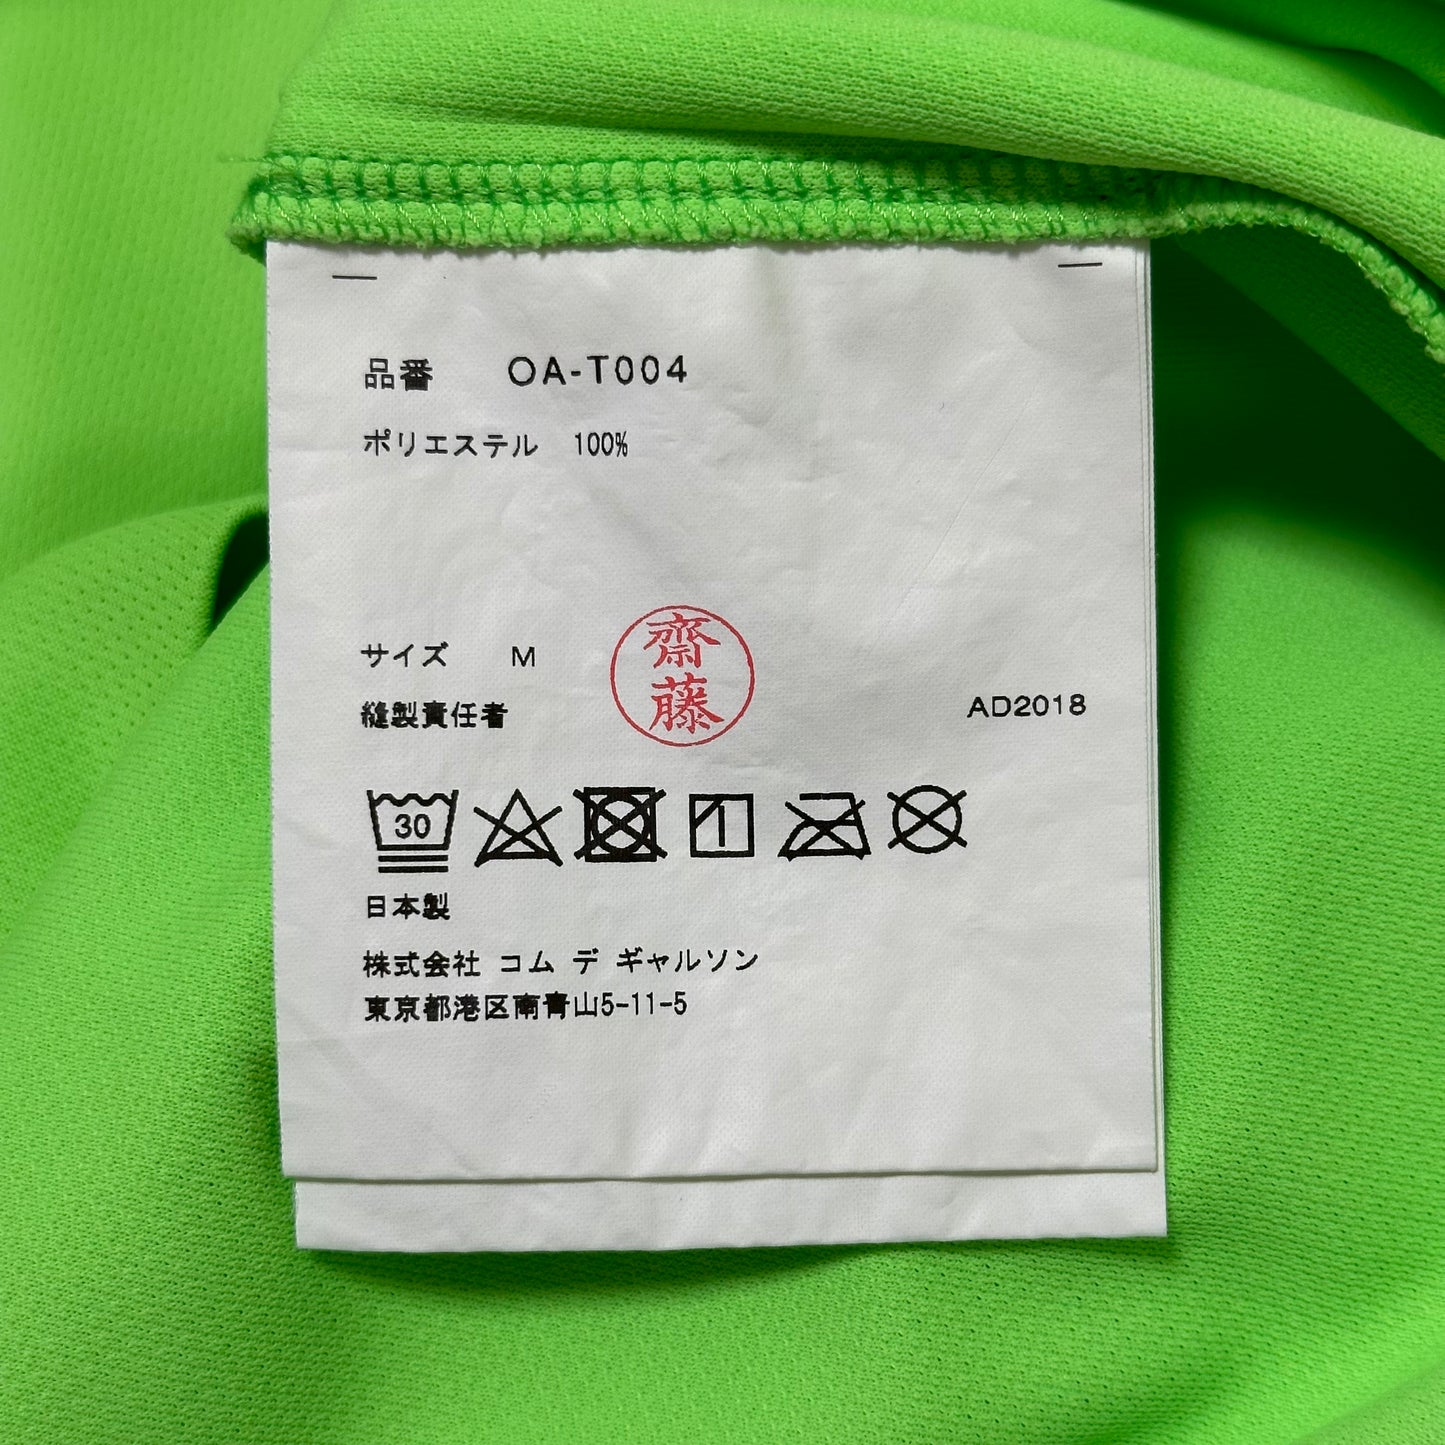 品番 OA-T004
ポリエステル 100%
サイズ M
縫製責任者
齋藤
AD2018
30
日本製
株式会社 コム デ ギャルソン
東京都港区南青山5-11-5